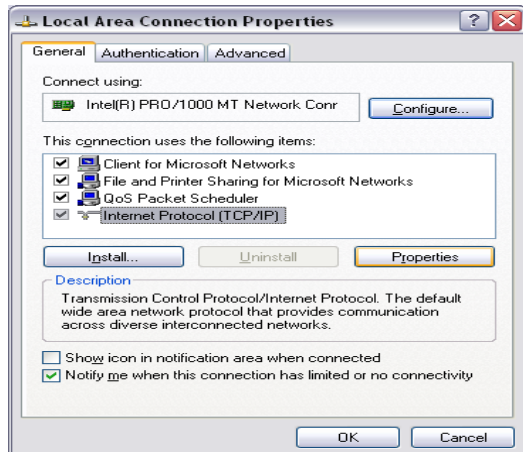 Local Area Connection Properties
General Authentication Advanced
Connect using:
Intel(R) PRO/1000 MT Network Conr
Configure...
This connection uses the following items:
Client for Microsoft Networks
File and Printer Sharing for Microsoft Networks
QoS Packet Scheduler
Internet Protocol (TCP/IP)
Install... Uninstall Properties
Description
Transmission Control Protocol/Internet Protocol. The default
wide area network protocol that provides communication
across diverse interconnected networks.
Show icon in notification area when connected
Notify me when this connection has limited or no connectivity
OK Cancel